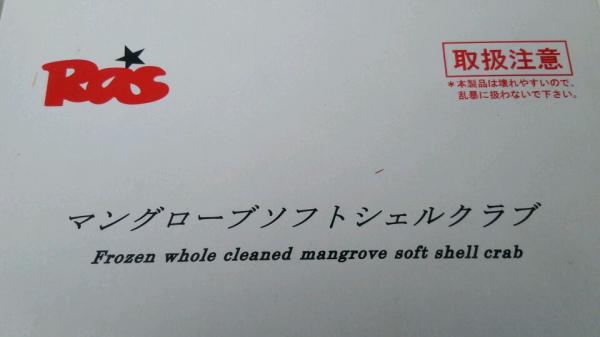 Ros
取扱注意
*本製品は壊れやすいので、
乱暴に扱わないで下さい。
マングローブソフトシェルクラブ
Frozen whole cleaned mangrove soft shell crab